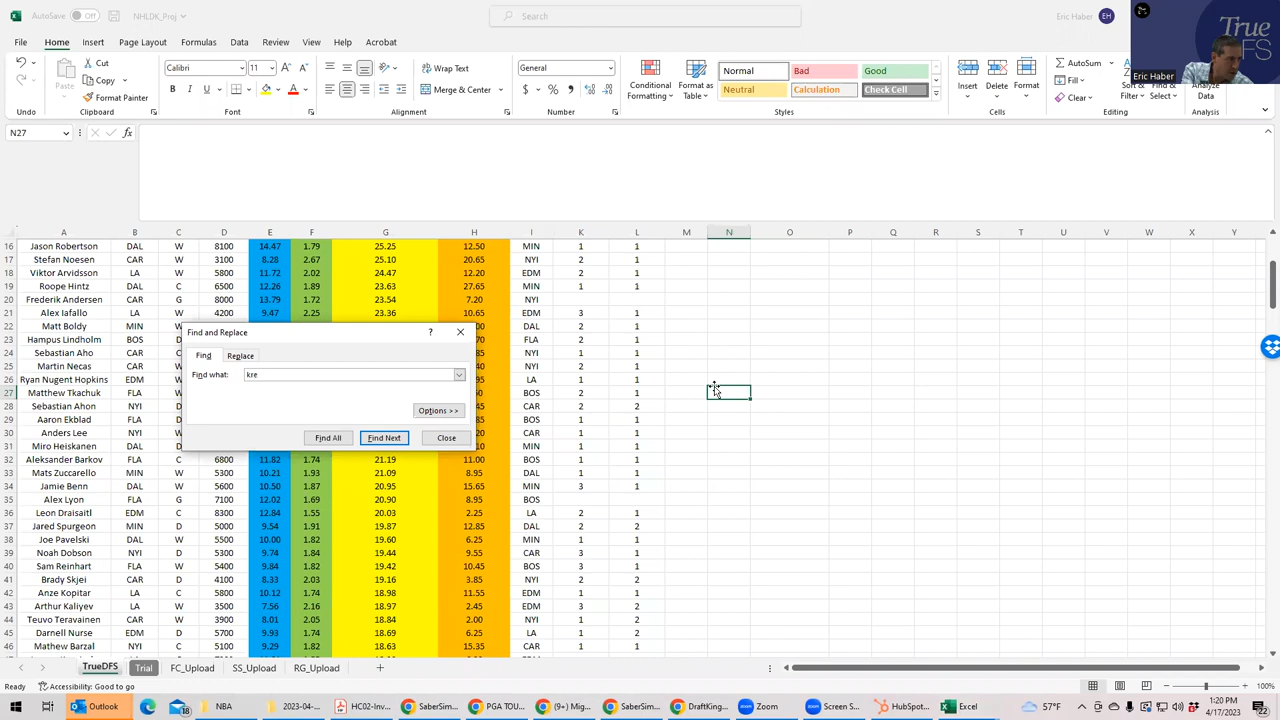 AutoSave Off NHLDK_Proj Search Eric Haber EH
File Home Insert Page Layout Formulas Data Review View Help Acrobat
Paste Cut Copy Format Painter
Calibri 11 B I U
Wrap Text Merge & Center
General $ % 9
Conditional Formatting Format as Table
Normal Bad Good
Neutral Calculation Check Cell
Insert Delete Format
AutoSum Fill Clear Sort & Filter Find & Select Analyze Data
Undo Clipboard Font Alignment Number Styles Cells Editing Analysis
True FS
Eric Haber
N27 fx
A B C D E F G H I K L M N O P Q R S T U V W X Y
16 Jason Robertson DAL W 8100 14.47 1.79 25.25 12.50 MIN 1 1
17 Stefan Noesen CAR W 3100 8.28 2.67 25.10 20.65 NYI 2 1
18 Viktor Arvidsson LA W 5800 11.72 2.02 24.47 12.20 EDM 2 1
19 Roope Hintz DAL C 6500 12.26 1.89 23.63 27.65 MIN 1 1
20 Frederik Andersen CAR G 8000 13.79 1.72 23.54 7.20 NYI
21 Alex Iafallo LA W 4200 9.47 2.25 23.36 10.65 EDM 3 1
22 Matt Boldy MIN DAL 2 1
23 Hampus Lindholm BOS FLA 2 1
24 Sebastian Aho CAR NYI 1 1
25 Martin Necas CAR NYI 2 1
26 Ryan Nugent Hopkins EDM LA 1 1
27 Matthew Tkachuk FLA BOS 2 1
28 Sebastian Ahon NYI CAR 2 2
29 Aaron Ekblad FLA BOS 1 1
30 Anders Lee NYI CAR 1 1
31 Miro Heiskanen DAL MIN 1 1
32 Aleksander Barkov FLA C 6800 11.82 1.74 21.19 11.00 BOS 1 1
33 Mats Zuccarello MIN W 5200 10.21 1.93 21.09 8.95 DAL 1 1
34 Jamie Benn DAL W 5600 10.50 1.87 20.95 15.65 MIN 3 1
35 Alex Lyon FLA G 7100 12.02 1.69 20.90 8.95 BOS
36 Leon Draisaitl EDM C 8300 12.84 1.55 20.03 2.25 LA 2 1
37 Jared Spurgeon MIN D 5000 9.54 1.91 19.87 12.85 DAL 2 2
38 Joe Pavelski DAL W 5500 10.00 1.82 19.60 6.25 MIN 1 1
39 Noah Dobson NYI D 5300 9.74 1.84 19.44 9.55 CAR 3 1
40 Sam Reinhart FLA W 5400 9.84 1.82 19.42 10.45 BOS 3 1
41 Brady Skjei CAR D 4100 8.33 2.03 19.16 3.85 NYI 2 2
42 Anze Kopitar LA C 5800 10.12 1.74 18.98 11.55 EDM 1 1
43 Arthur Kaliyev LA W 3500 7.56 2.16 18.97 2.45 EDM 3 2
44 Teuvo Teravainen CAR W 3900 8.01 2.05 18.84 2.00 NYI 1 2
45 Darnell Nurse EDM D 5700 9.93 1.74 18.69 6.25 LA 1 2
46 Mathew Barzal NYI C 5100 9.29 1.82 18.63 15.35 CAR 1 1
Find and Replace ?
Find Replace
Find what: kre
Options >>
Find All Find Next Close
TrueDFS Trial FC_Upload SS_Upload RG_Upload
Ready Accessibility: Good to go 100%
Outlook 18 NBA 2023-04-... HC02-Inv... SaberSim... PGA TOU... (9+) Mig... SaberSim... DraftKing... Zoom Screen S... HubSpot... Excel 57°F 1:20 PM
4/17/2023 22